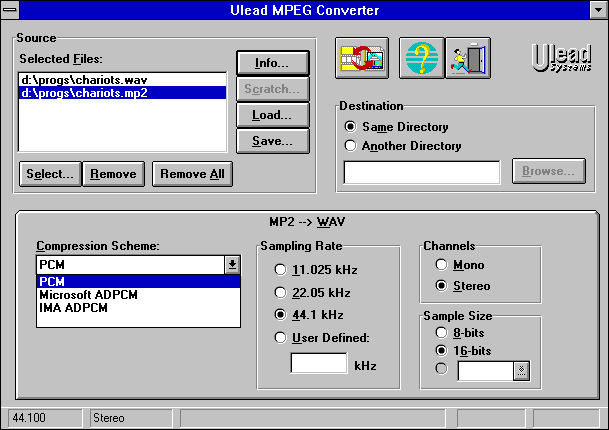 Ulead MPEG Converter
Source
Selected Files:
d:\progs\chariots.wav
d:\progs\chariots.mp2
Info...
Scratch...
Load...
Save...
Select...
Remove
Remove All
Ulead
Systems
Destination
Same Directory
Another Directory
Browse...
MP2 --> WAV
Compression Scheme:
PCM
PCM
Microsoft ADPCM
IMA ADPCM
Sampling Rate
11.025 kHz
22.05 kHz
44.1 kHz
User Defined:
kHz
Channels
Mono
Stereo
Sample Size
8-bits
16-bits
44.100
Stereo